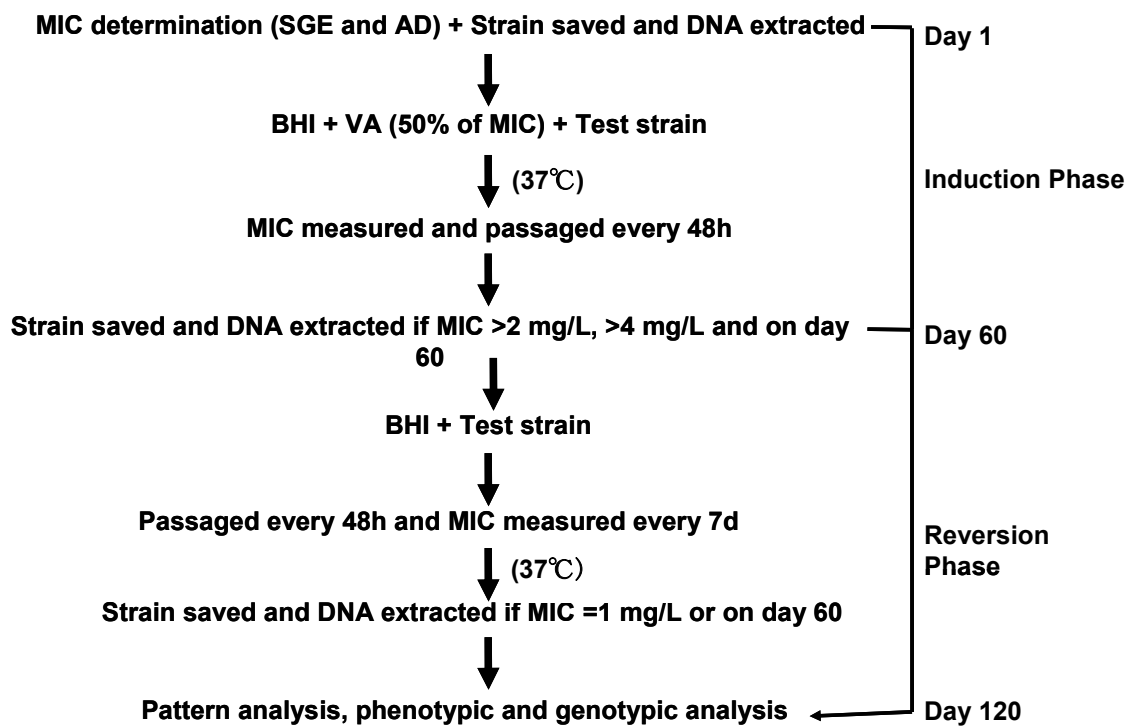 MIC determination (SGE and AD) + Strain saved and DNA extracted
Day 1
BHI + VA (50% of MIC) + Test strain
(37℃)
Induction Phase
MIC measured and passaged every 48h
Strain saved and DNA extracted if MIC >2 mg/L, >4 mg/L and on day
60
Day 60
BHI + Test strain
Passaged every 48h and MIC measured every 7d
Reversion
Phase
(37℃)
Strain saved and DNA extracted if MIC =1 mg/L or on day 60
Pattern analysis, phenotypic and genotypic analysis
Day 120